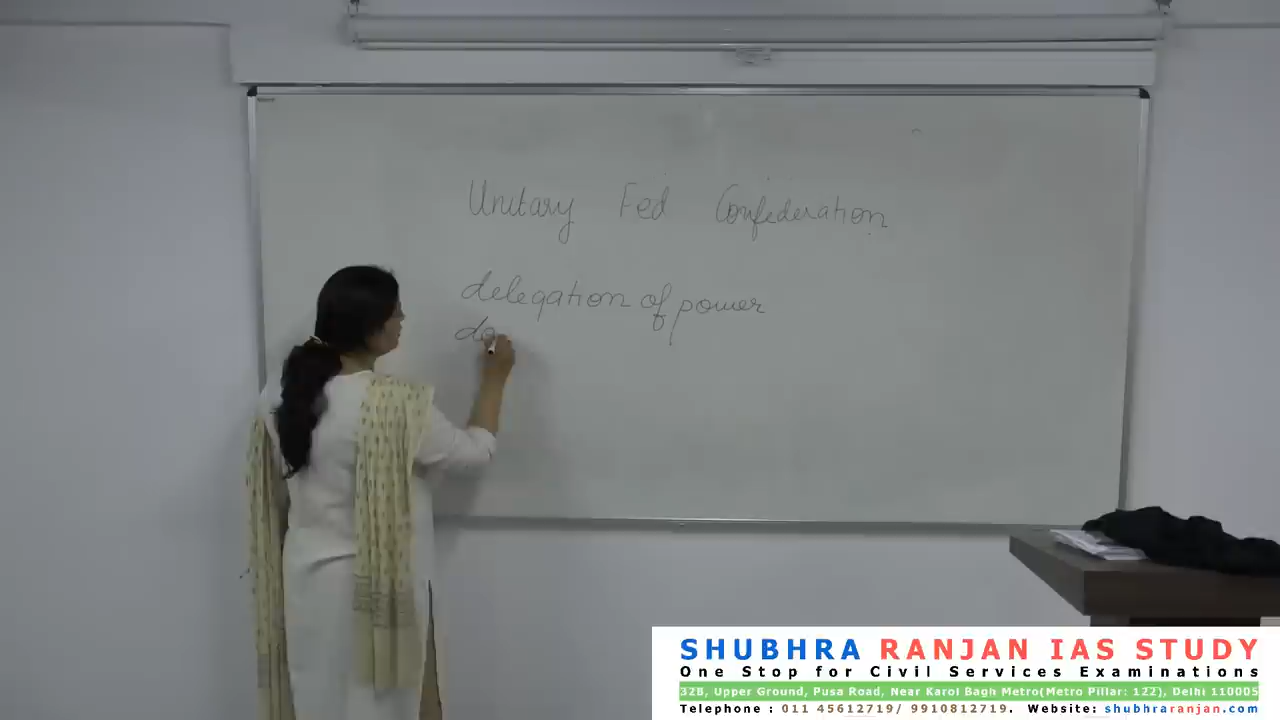 Unitary Fed Confederation
delegation of power
de
SHUBHRA RANJAN IAS STUDY
One Stop for Civil Services Examinations
32B, Upper Ground, Pusa Road, Near Karol Bagh Metro(Metro Pillar: 122), Delhi 110005
Telephone : 011 45612719/ 9910812719. Website: shubhraranjan.com